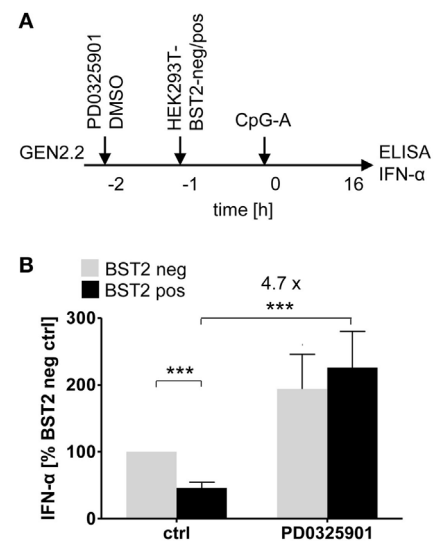 A
PD0325901
DMSO
HEK293T-
BST2-neg/pos
CpG-A
GEN2.2
ELISA
IFN-α
-2
-1
0
16
time [h]
B
BST2 neg
BST2 pos
4.7 x
***
***
IFN-α [% BST2 neg ctrl]
300
200
100
0
ctrl
PD0325901